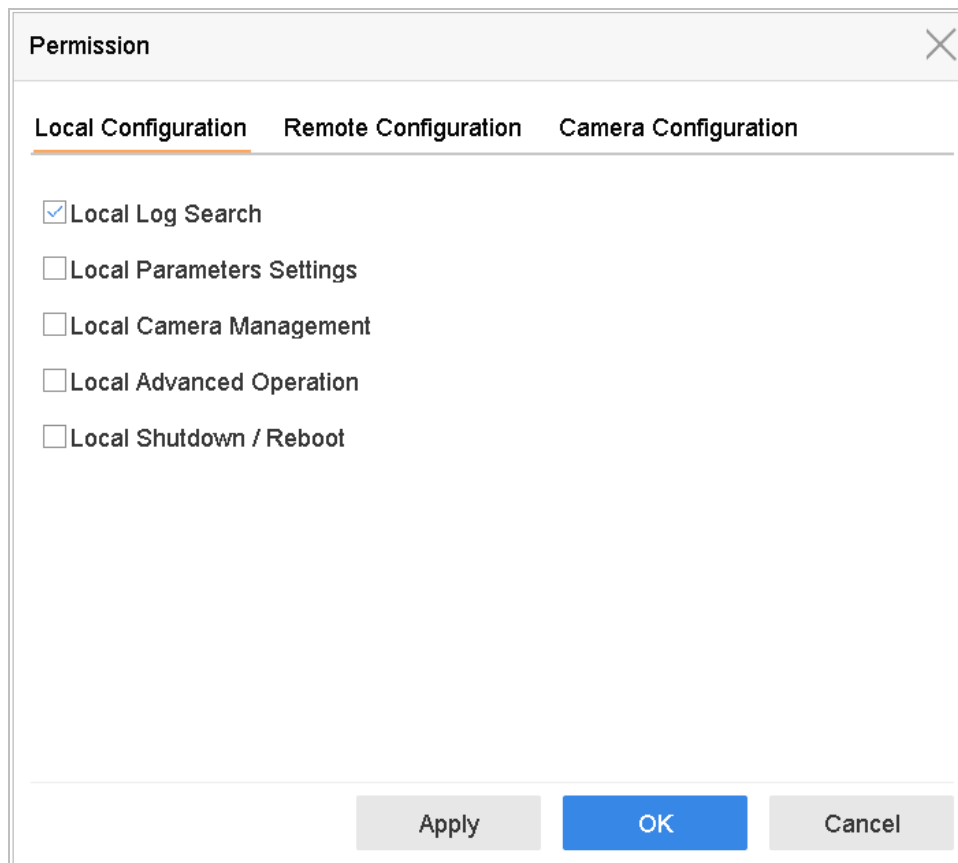 Permission
Local Configuration Remote Configuration Camera Configuration
Local Log Search
Local Parameters Settings
Local Camera Management
Local Advanced Operation
Local Shutdown / Reboot
Apply OK Cancel